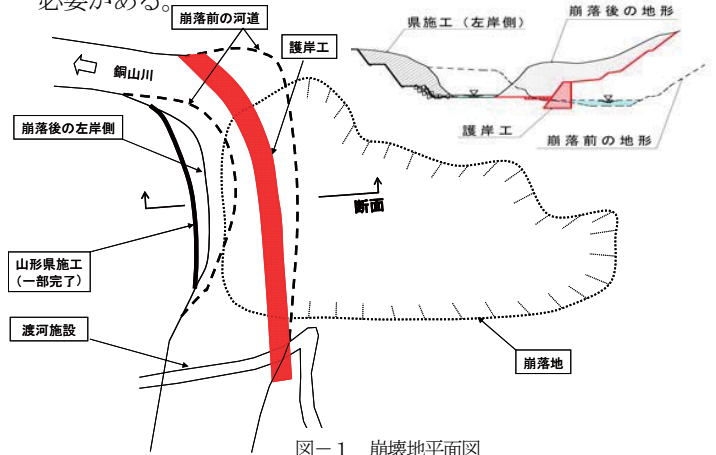 必要がある。
崩落前の河道
護岸工
銅山川
崩落後の左岸側
断面
山形県施工
(一部完了)
渡河施設
崩落地
県施工(左岸側)
崩落後の地形
護岸工
崩落前の地形
図-1 崩壊地平面図